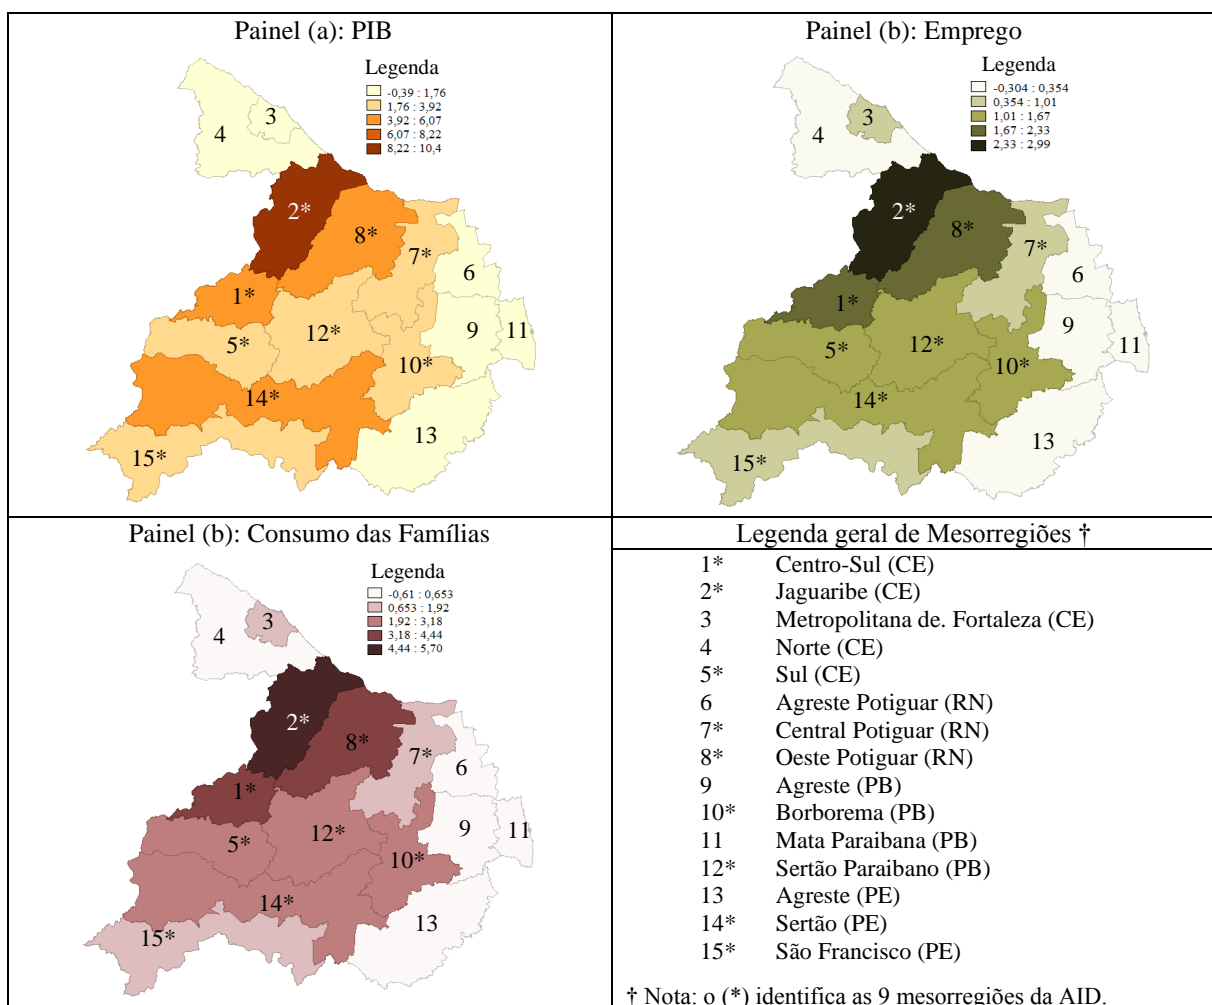 Painel (a): PIB
Legenda
-0,39 : 1,76
1,76 : 3,92
3,92 : 6,07
6,07 : 8,22
8,22 : 10,4
3
4
2*
8*
7*
6
1*
12*
9
11
5*
10*
14*
13
15*
Painel (b): Emprego
Legenda
-0,304 : 0,354
0,354 : 1,01
1,01 : 1,67
1,67 : 2,33
2,33 : 2,99
3
4
2*
8*
7*
6
1*
9
11
5*
12*
10*
14*
13
15*
Painel (b): Consumo das Famílias
Legenda
-0,61 : 0,653
0,653 : 1,92
1,92 : 3,18
3,18 : 4,44
4,44 : 5,70
3
4
2*
8*
7*
6
1*
12*
9
11
5*
10*
14*
13
15*
Legenda geral de Mesorregiões †
1* Centro-Sul (CE)
2* Jaguaribe (CE)
3 Metropolitana de. Fortaleza (CE)
4 Norte (CE)
5* Sul (CE)
6 Agreste Potiguar (RN)
7* Central Potiguar (RN)
8* Oeste Potiguar (RN)
9 Agreste (PB)
10* Borborema (PB)
11 Mata Paraibana (PB)
12* Sertão Paraibano (PB)
13 Agreste (PE)
14* Sertão (PE)
15* São Francisco (PE)
† Nota: o (*) identifica as 9 mesorregiões da AID.